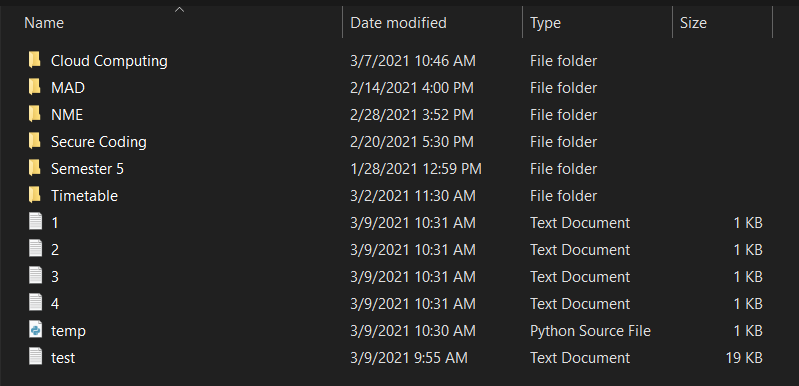 Name Date modified Type Size
Cloud Computing 3/7/2021 10:46 AM File folder
MAD 2/14/2021 4:00 PM File folder
NME 2/28/2021 3:52 PM File folder
Secure Coding 2/20/2021 5:30 PM File folder
Semester 5 1/28/2021 12:59 PM File folder
Timetable 3/2/2021 11:30 AM File folder
1 3/9/2021 10:31 AM Text Document 1 KB
2 3/9/2021 10:31 AM Text Document 1 KB
3 3/9/2021 10:31 AM Text Document 1 KB
4 3/9/2021 10:31 AM Text Document 1 KB
temp 3/9/2021 10:30 AM Python Source File 1 KB
test 3/9/2021 9:55 AM Text Document 19 KB